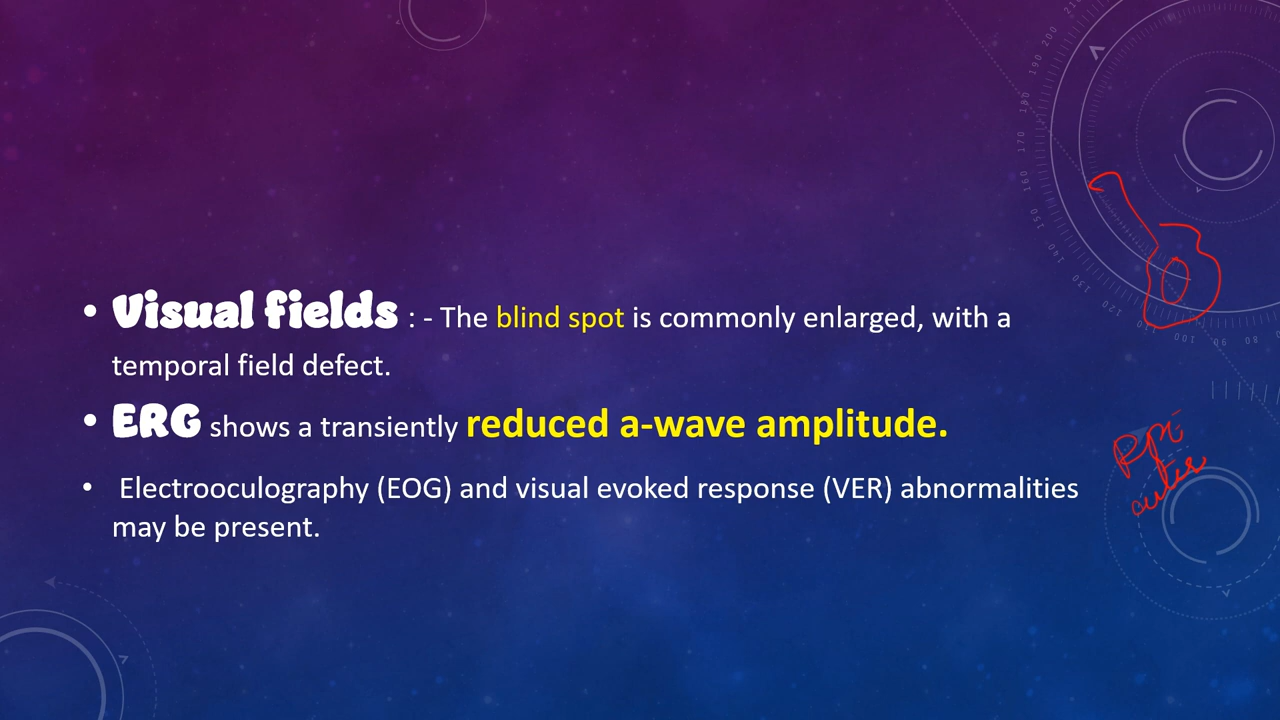 • Visual fields : - The blind spot is commonly enlarged, with a
temporal field defect.
• ERG shows a transiently reduced a-wave amplitude.
• Electrooculography (EOG) and visual evoked response (VER) abnormalities
may be present.